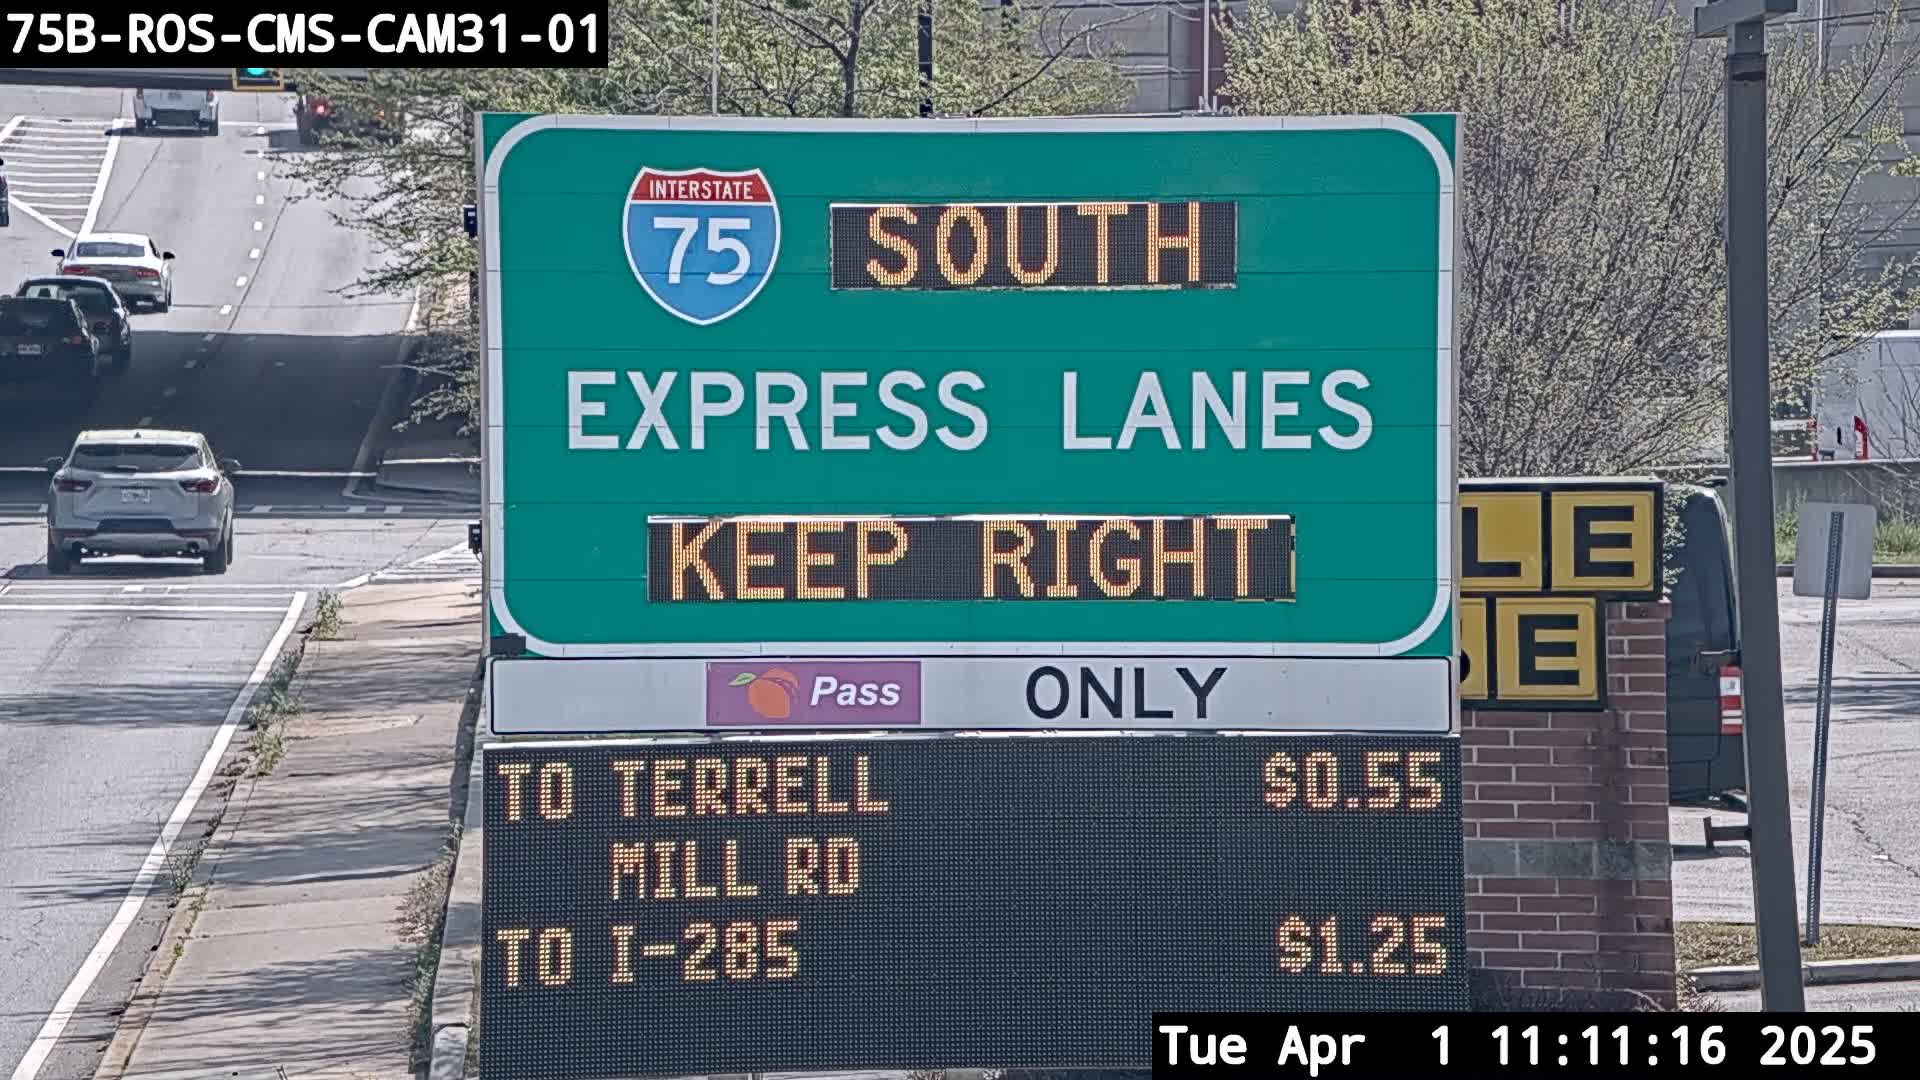 75B-ROS-CMS-CAM31-01
INTERSTATE
75
SOUTH
EXPRESS LANES
KEEP RIGHT
Pass ONLY
TO TERRELL $0.55
MILL RD
TO I-285 $1.25
LE
E
Tue Apr 1 11:11:16 2025